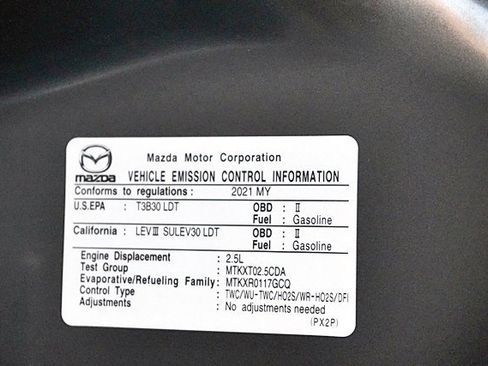 Mazda Motor Corporation
mazda VEHICLE EMISSION CONTROL INFORMATION
Conforms to regulations : 2021 MY
U.S.EPA : T3B30 LDT OBD : II
Fuel : Gasoline
California : LEVIII SULEV30 LDT OBD : II
Fuel : Gasoline
Engine Displacement : 2.5L
Test Group : MTKXT02.5CDA
Evaporative/Refueling Family: MTKXR0117GCQ
Control Type : TWC/WU-TWC/HO2S/WR-HO2S/DFI
Adjustments : No adjustments needed
(PX2P)